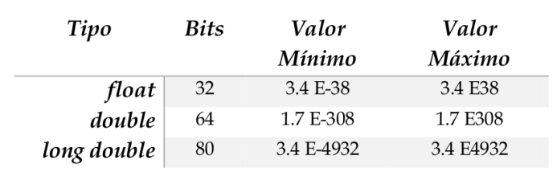 Tipo Bits Valor Mínimo Valor Máximo
float 32 3.4 E-38 3.4 E38
double 64 1.7 E-308 1.7 E308
long double 80 3.4 E-4932 3.4 E4932